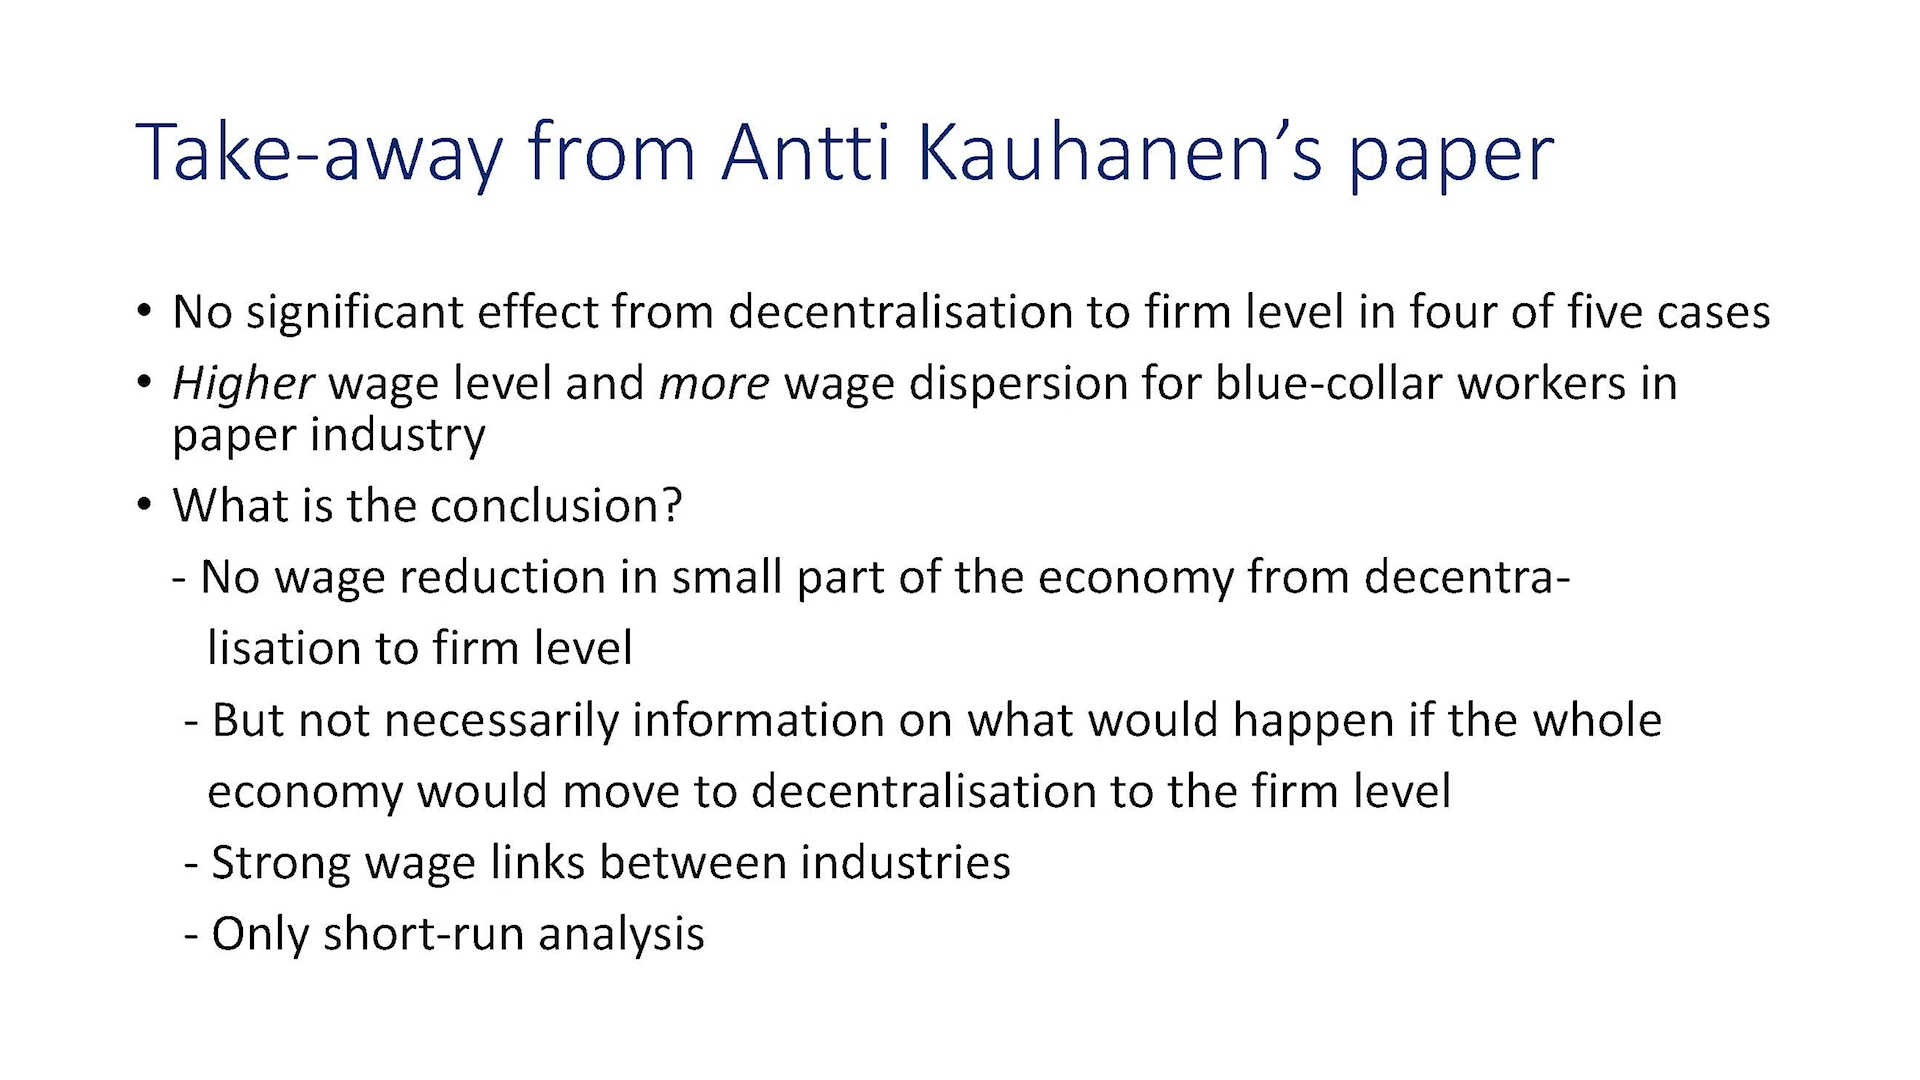 Take-away from Antti Kauhanen’s paper
• No significant effect from decentralisation to firm level in four of five cases
• Higher wage level and more wage dispersion for blue-collar workers in
paper industry
• What is the conclusion?
- No wage reduction in small part of the economy from decentra-
lisation to firm level
- But not necessarily information on what would happen if the whole
economy would move to decentralisation to the firm level
- Strong wage links between industries
- Only short-run analysis